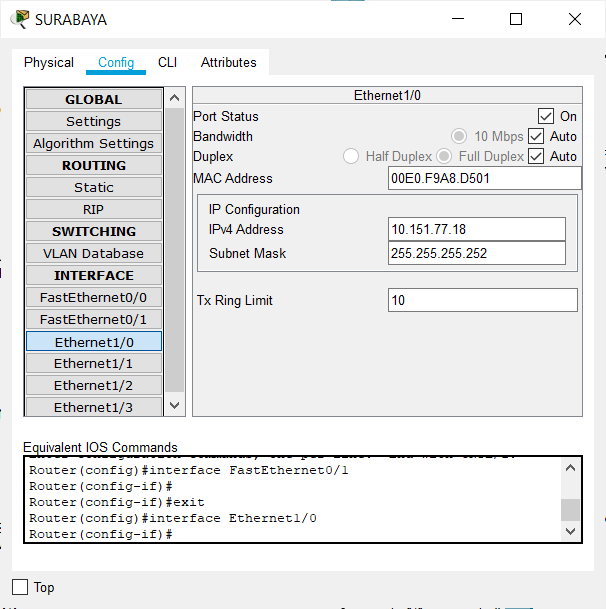 SURABAYA
Physical Config CLI Attributes
GLOBAL
Settings
Algorithm Settings
ROUTING
Static
RIP
SWITCHING
VLAN Database
INTERFACE
FastEthernet0/0
FastEthernet0/1
Ethernet1/0
Ethernet1/1
Ethernet1/2
Ethernet1/3
Ethernet1/0
Port Status On
Bandwidth 10 Mbps Auto
Duplex Half Duplex Full Duplex Auto
MAC Address 00E0.F9A8.D501
IP Configuration
IPv4 Address 10.151.77.18
Subnet Mask 255.255.255.252
Tx Ring Limit 10
Equivalent IOS Commands
Router(config)#interface FastEthernet0/1
Router(config-if)#
Router(config-if)#exit
Router(config)#interface Ethernet1/0
Router(config-if)#
Top